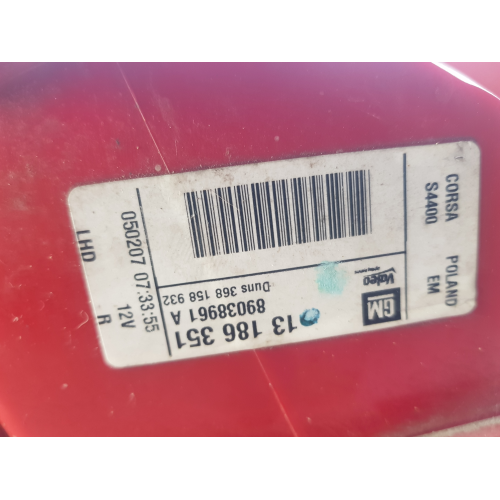 CORSA POLAND
S4400 EM
GM
Valeo
13 186 351
89038961 A
Duns 368 158 932
050207 07:33:55 12V
LHD R